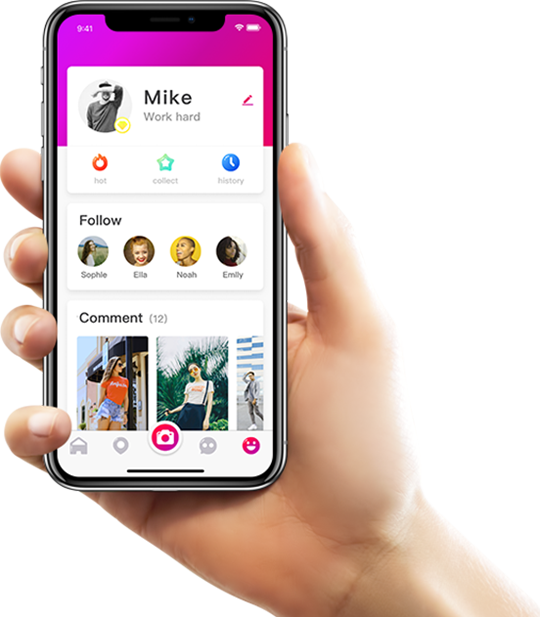 9:41
Mike
Work hard
hot collect history
Follow
Sophie Ella Noah Emily
Comment (12)